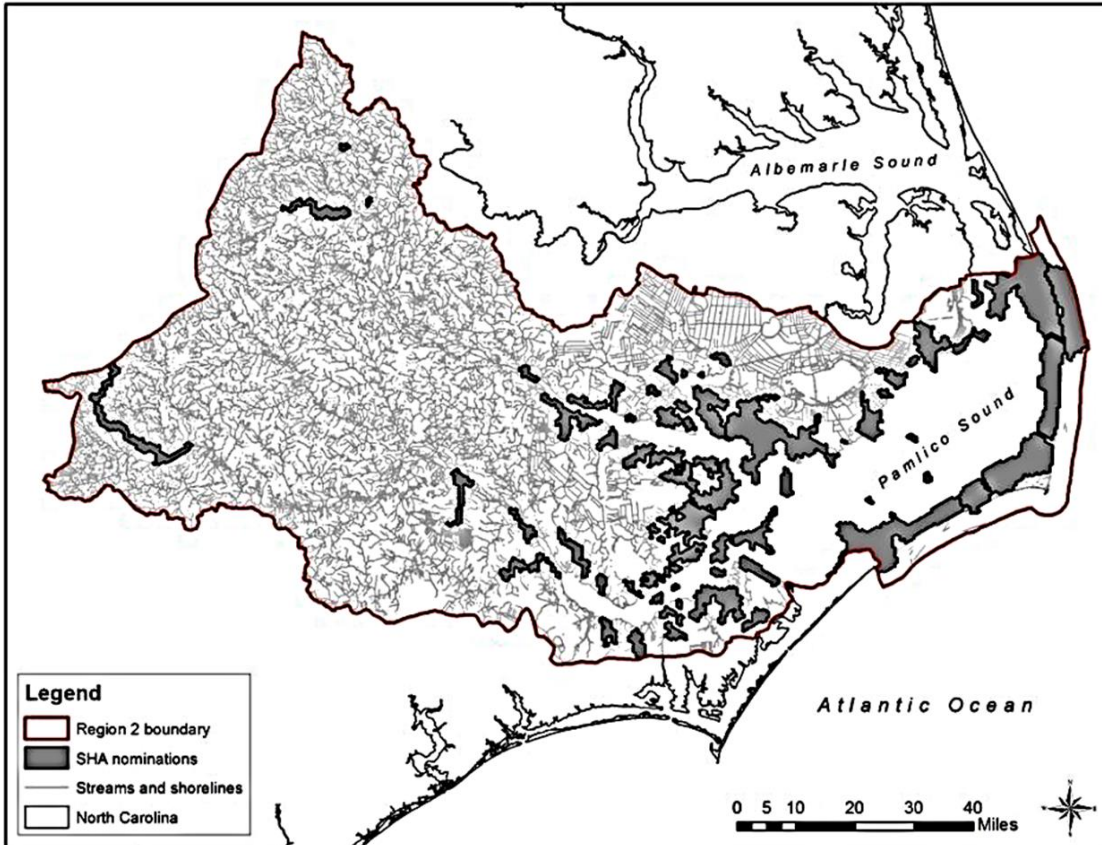 Albemarle Sound
Pamlico Sound
Atlantic Ocean
Legend
Region 2 boundary
SHA nominations
Streams and shorelines
North Carolina
0 5 10 20 30 40
Miles
N